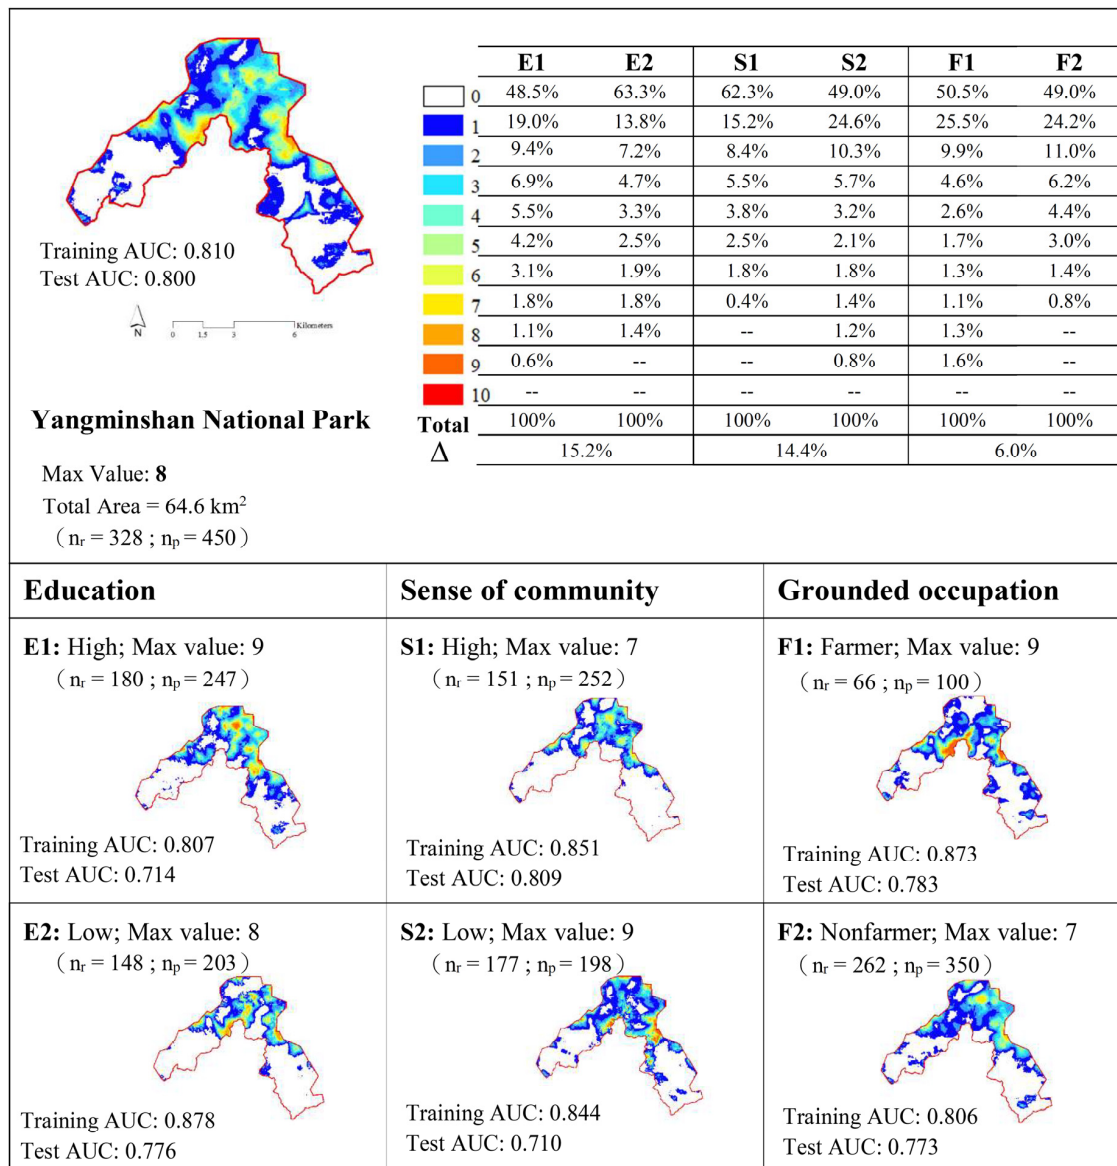 Training AUC: 0.810
Test AUC: 0.800
N
0 1.5 3 6 Kilometers
Yangminshan National Park
Max Value: 8
Total Area = 64.6 km²
(nr = 328 ; np = 450)
E1 E2 S1 S2 F1 F2
0 48.5% 63.3% 62.3% 49.0% 50.5% 49.0%
1 19.0% 13.8% 15.2% 24.6% 25.5% 24.2%
2 9.4% 7.2% 8.4% 10.3% 9.9% 11.0%
3 6.9% 4.7% 5.5% 5.7% 4.6% 6.2%
4 5.5% 3.3% 3.8% 3.2% 2.6% 4.4%
5 4.2% 2.5% 2.5% 2.1% 1.7% 3.0%
6 3.1% 1.9% 1.8% 1.8% 1.3% 1.4%
7 1.8% 1.8% 0.4% 1.4% 1.1% 0.8%
8 1.1% 1.4% -- 1.2% 1.3% --
9 0.6% -- -- 0.8% 1.6% --
10 -- -- -- -- -- --
Total 100% 100% 100% 100% 100% 100%
Δ 15.2% 14.4% 6.0%
Education
Sense of community
Grounded occupation
E1: High; Max value: 9
(nr = 180 ; np = 247)
Training AUC: 0.807
Test AUC: 0.714
S1: High; Max value: 7
(nr = 151 ; np = 252)
Training AUC: 0.851
Test AUC: 0.809
F1: Farmer; Max value: 9
(nr = 66 ; np = 100)
Training AUC: 0.873
Test AUC: 0.783
E2: Low; Max value: 8
(nr = 148 ; np = 203)
Training AUC: 0.878
Test AUC: 0.776
S2: Low; Max value: 9
(nr = 177 ; np = 198)
Training AUC: 0.844
Test AUC: 0.710
F2: Nonfarmer; Max value: 7
(nr = 262 ; np = 350)
Training AUC: 0.806
Test AUC: 0.773